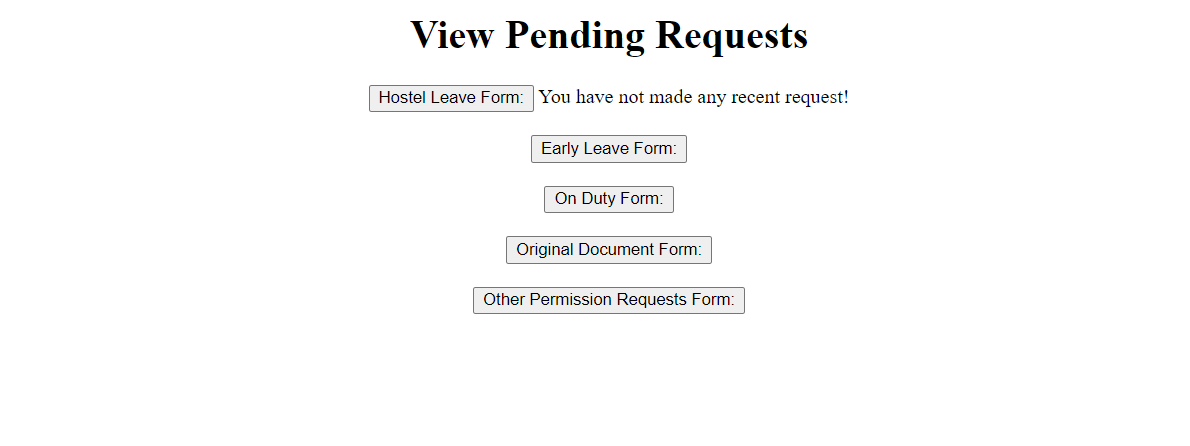 View Pending Requests
Hostel Leave Form: You have not made any recent request!
Early Leave Form:
On Duty Form:
Original Document Form:
Other Permission Requests Form: